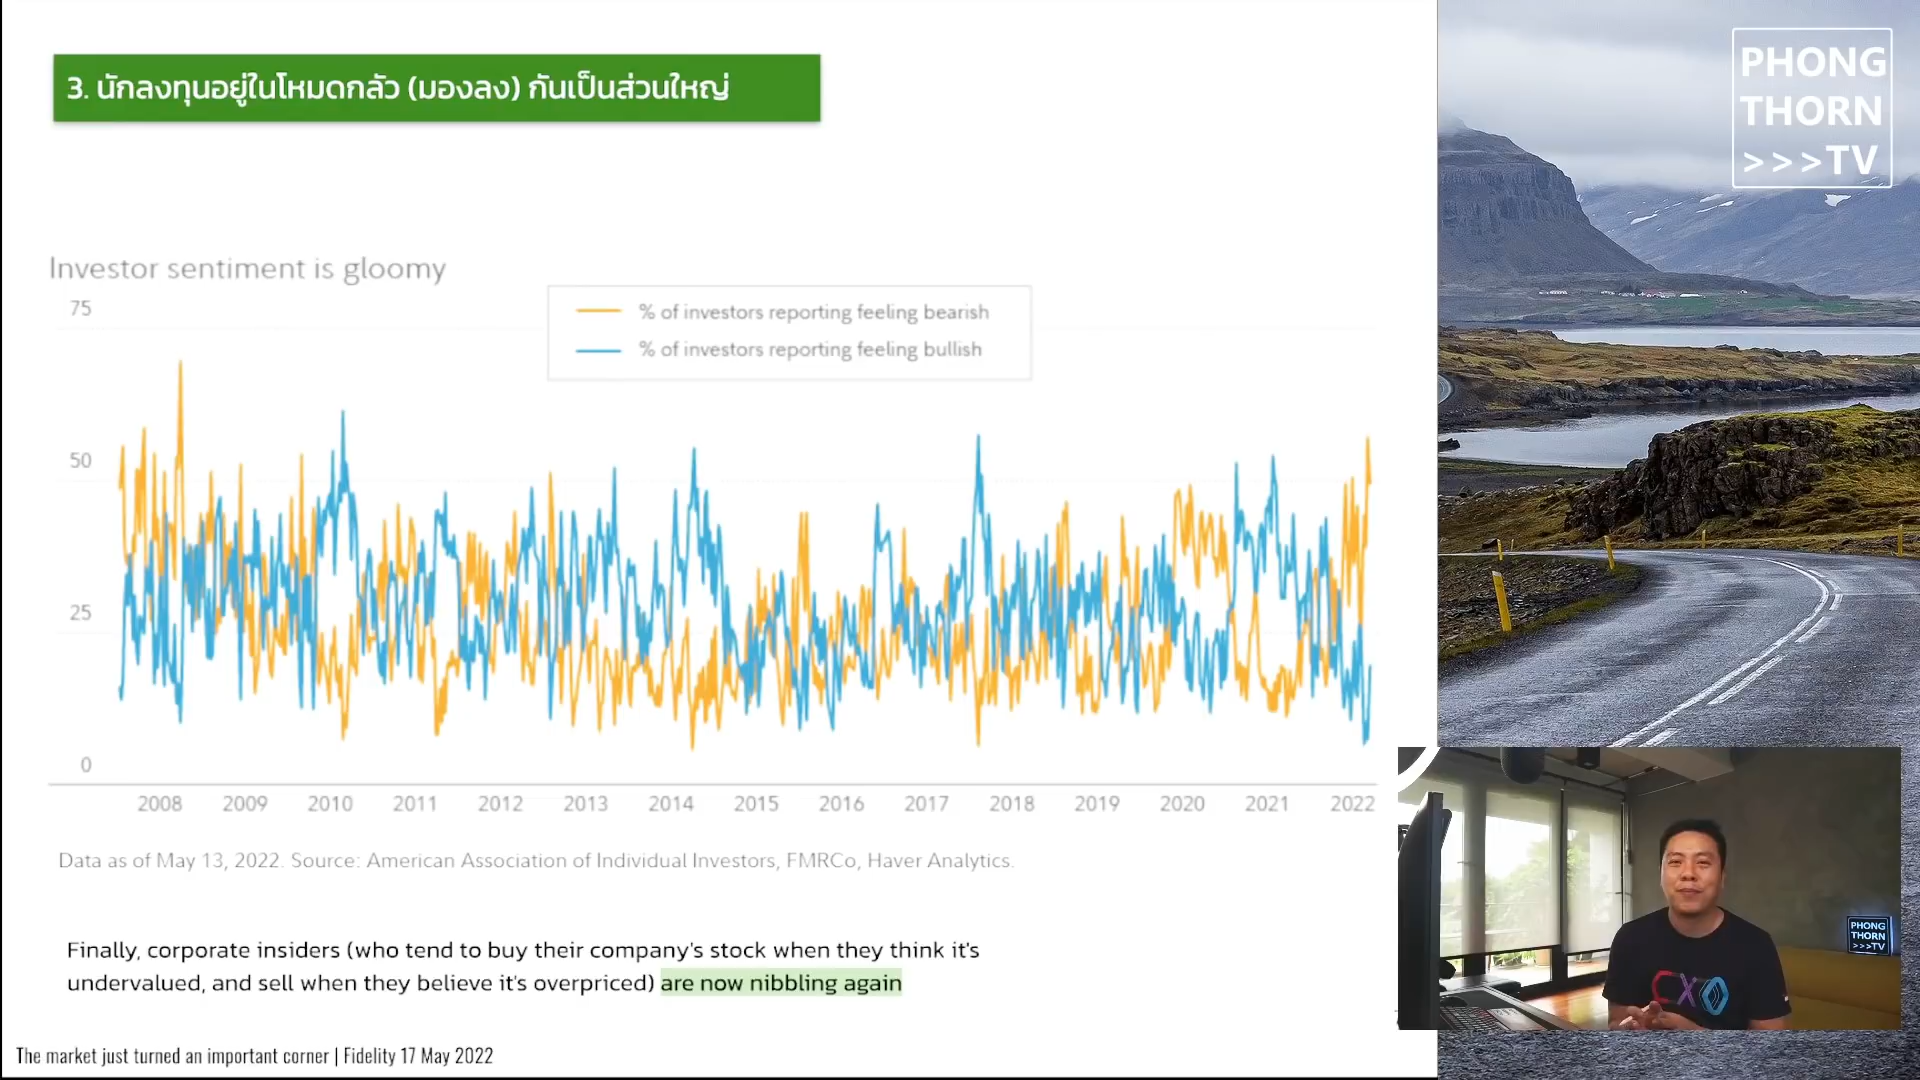 3. นักลงทุนอยู่ในโหมดกลัว (มองลง) กันเป็นส่วนใหญ่
PHONG
THORN
>>>TV
Investor sentiment is gloomy
% of investors reporting feeling bearish
% of investors reporting feeling bullish
75
50
25
0
2008 2009 2010 2011 2012 2013 2014 2015 2016 2017 2018 2019 2020 2021 2022
Data as of May 13, 2022. Source: American Association of Individual Investors, FMRCo, Haver Analytics.
Finally, corporate insiders (who tend to buy their company's stock when they think it's
undervalued, and sell when they believe it's overpriced) are now nibbling again
The market just turned an important corner | Fidelity 17 May 2022
PHONG
THORN
>>>TV
CX